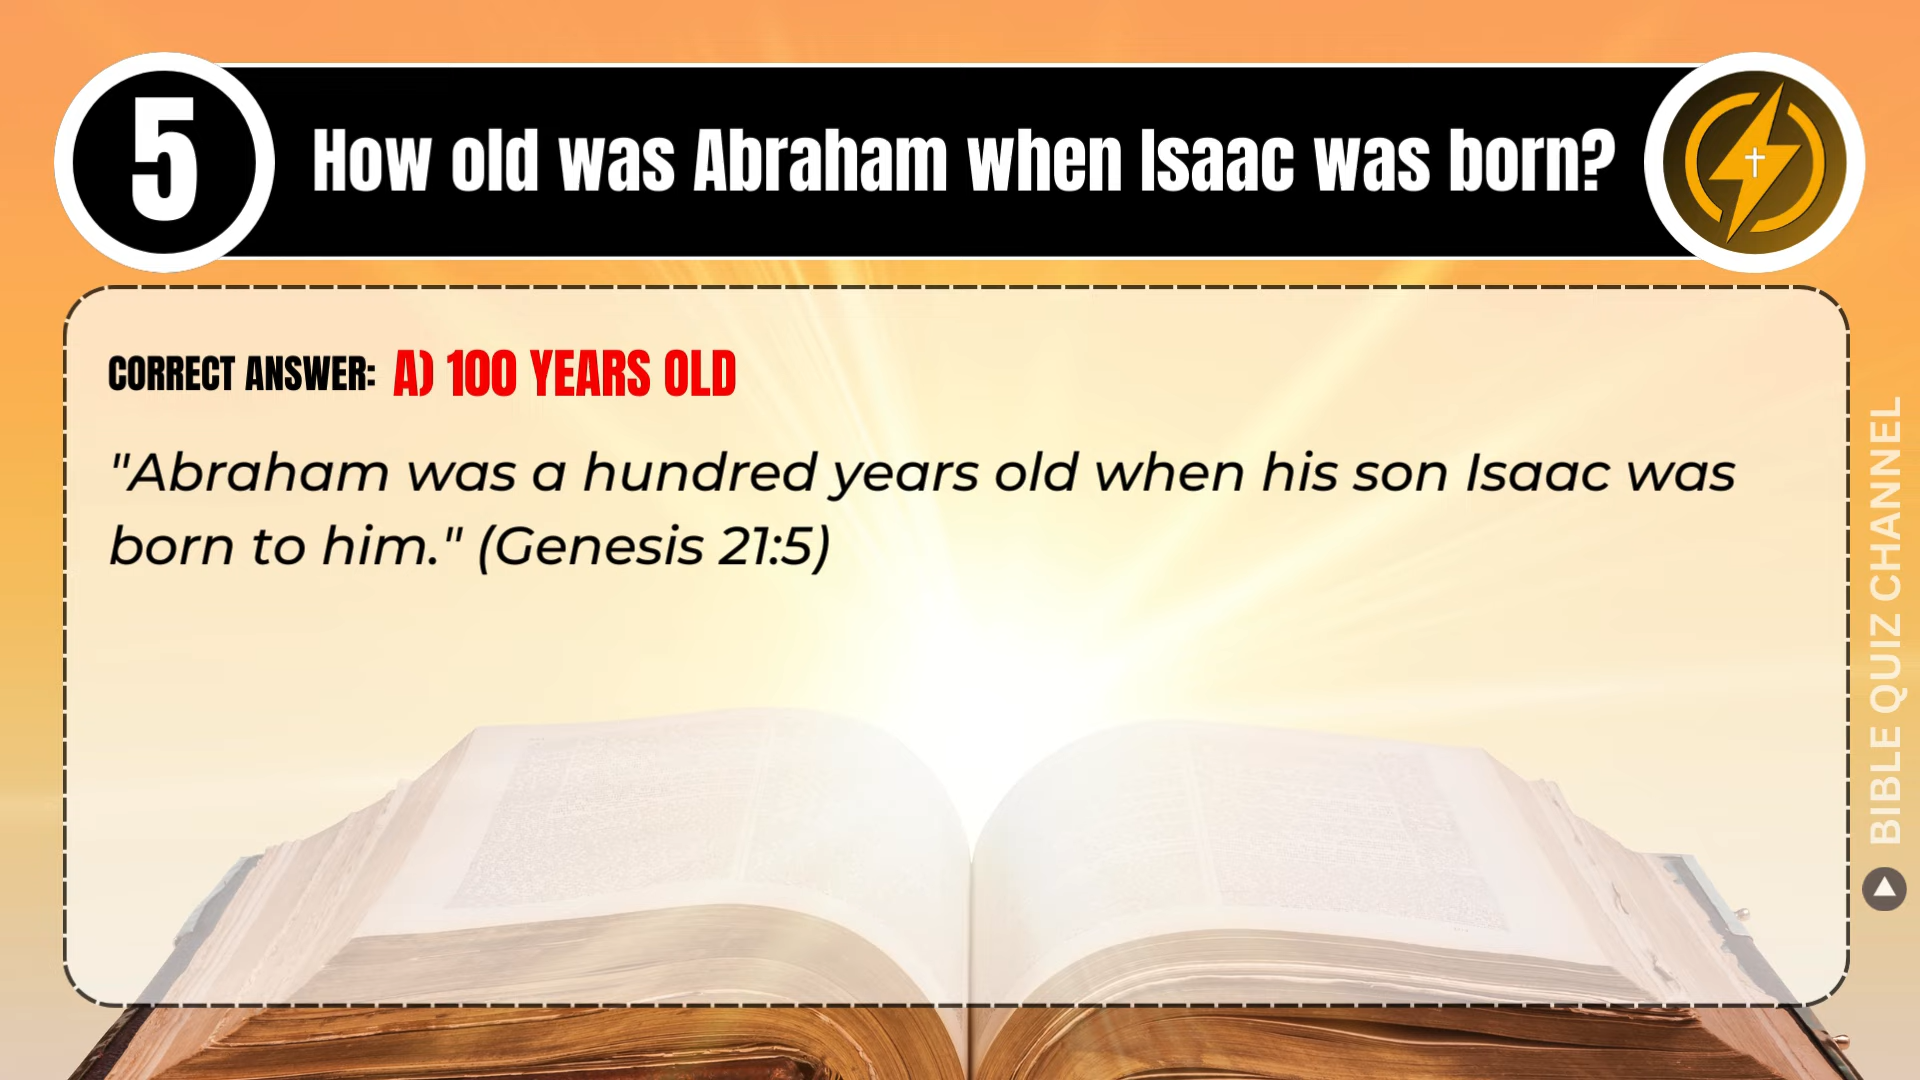 5
How old was Abraham when Isaac was born?
CORRECT ANSWER: A) 100 YEARS OLD
"Abraham was a hundred years old when his son Isaac was
born to him." (Genesis 21:5)
BIBLE QUIZ CHANNEL